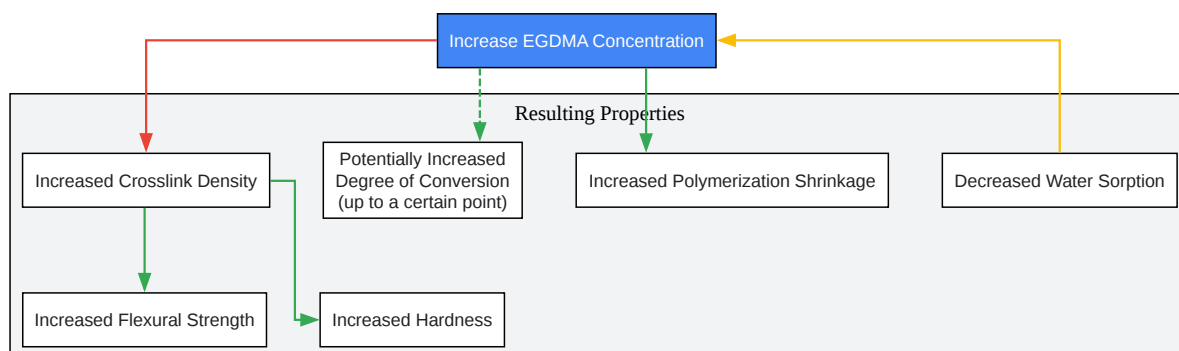 Increase EGDMA Concentration
Resulting Properties
Increased Crosslink Density
Potentially Increased
Degree of Conversion
(up to a certain point)
Increased Polymerization Shrinkage
Decreased Water Sorption
Increased Flexural Strength
Increased Hardness